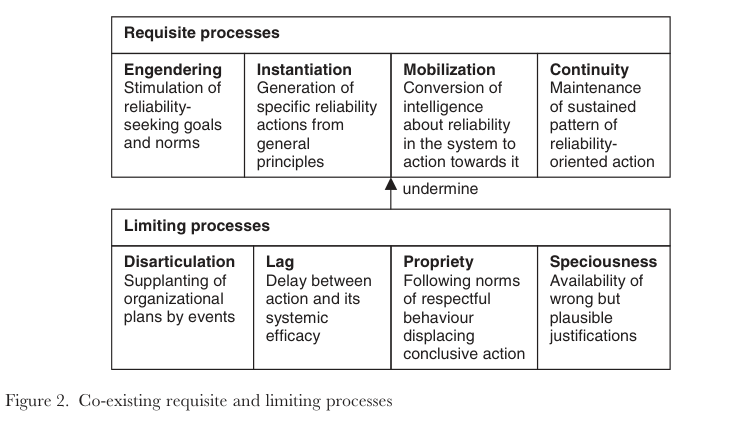 Requisite processes
Engendering
Stimulation of
reliability-
seeking goals
and norms
Instantiation
Generation of
specific reliability
actions from
general
principles
Mobilization
Conversion of
intelligence
about reliability
in the system to
action towards it
Continuity
Maintenance
of sustained
pattern of
reliability-
oriented action
undermine
Limiting processes
Disarticulation
Supplanting of
organizational
plans by events
Lag
Delay between
action and its
systemic
efficacy
Propriety
Following norms
of respectful
behaviour
displacing
conclusive action
Speciousness
Availability of
wrong but
plausible
justifications
Figure 2. Co-existing requisite and limiting processes